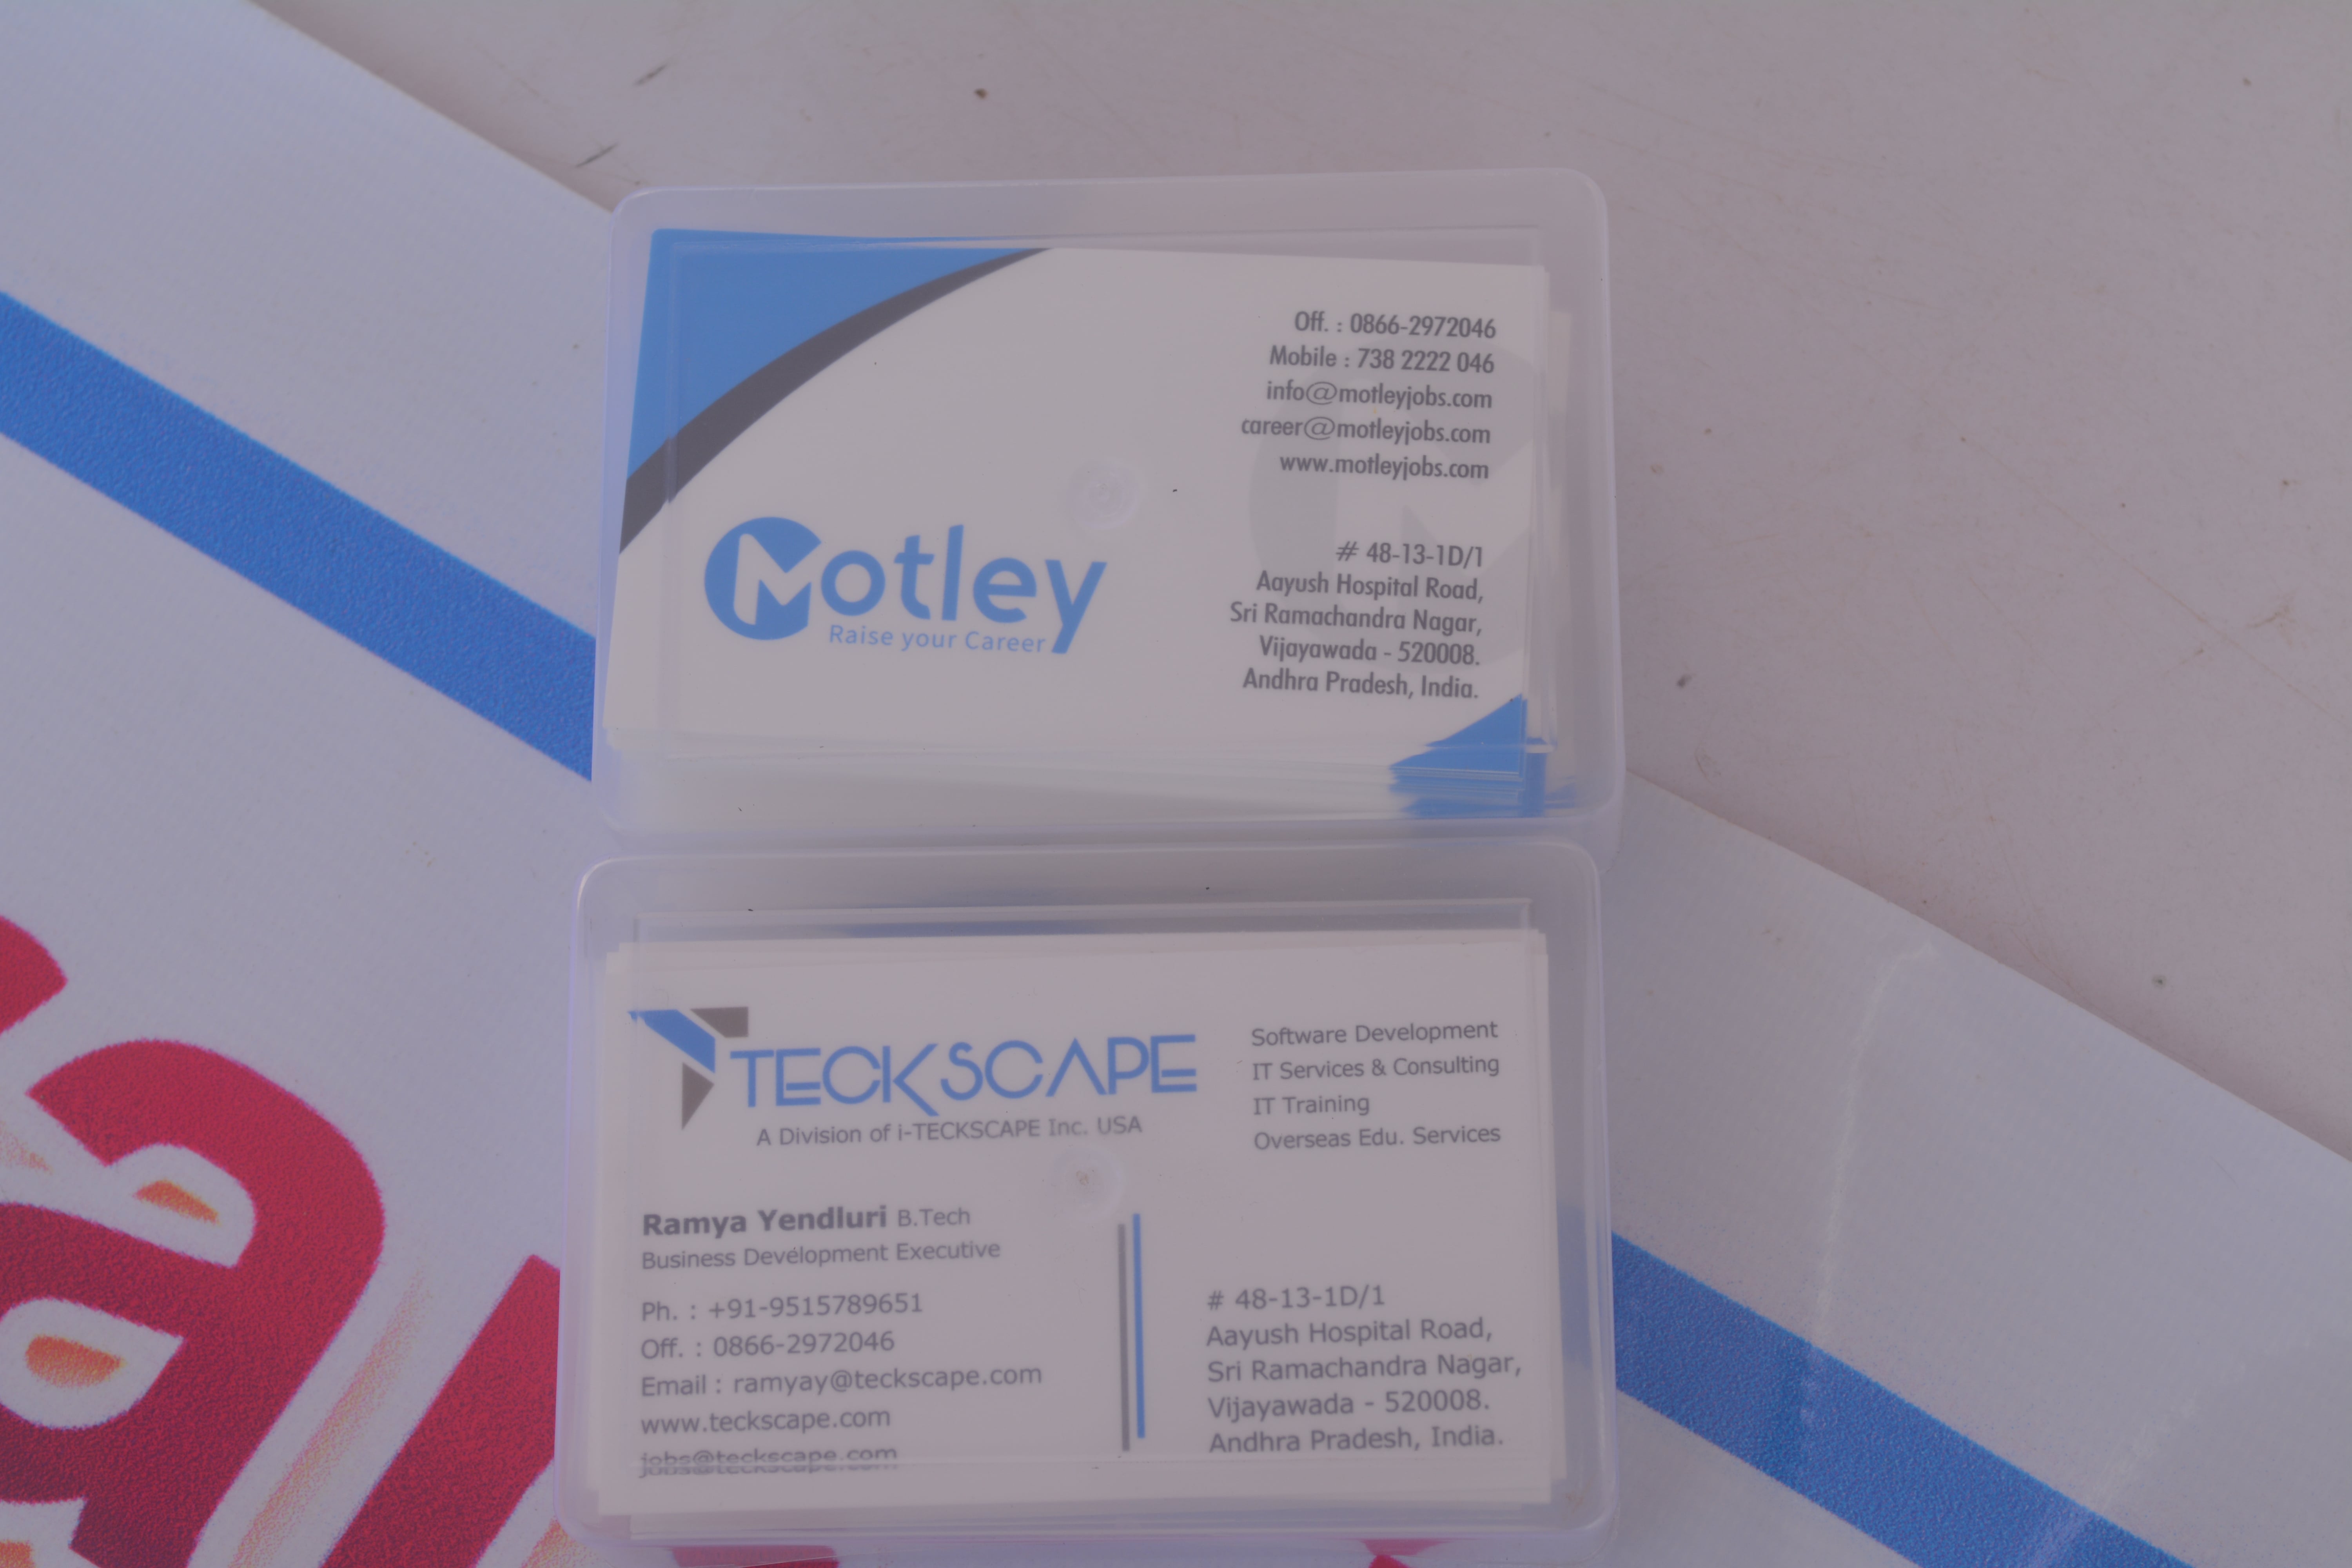 Off. : 0866-2972046
Mobile : 738 2222 046
info@motleyjobs.com
career@motleyjobs.com
www.motleyjobs.com
Motley
Raise your Career
# 48-13-1D/1
Aayush Hospital Road,
Sri Ramachandra Nagar,
Vijayawada - 520008.
Andhra Pradesh, India.
TECKSCAPE
A Division of i-TECKSCAPE Inc. USA
Software Development
IT Services & Consulting
IT Training
Overseas Edu. Services
Ramya Yendluri B.Tech
Business Development Executive
Ph. : +91-9515789651
Off. : 0866-2972046
Email : ramyay@teckscape.com
www.teckscape.com
jobs@teckscape.com
# 48-13-1D/1
Aayush Hospital Road,
Sri Ramachandra Nagar,
Vijayawada - 520008.
Andhra Pradesh, India.